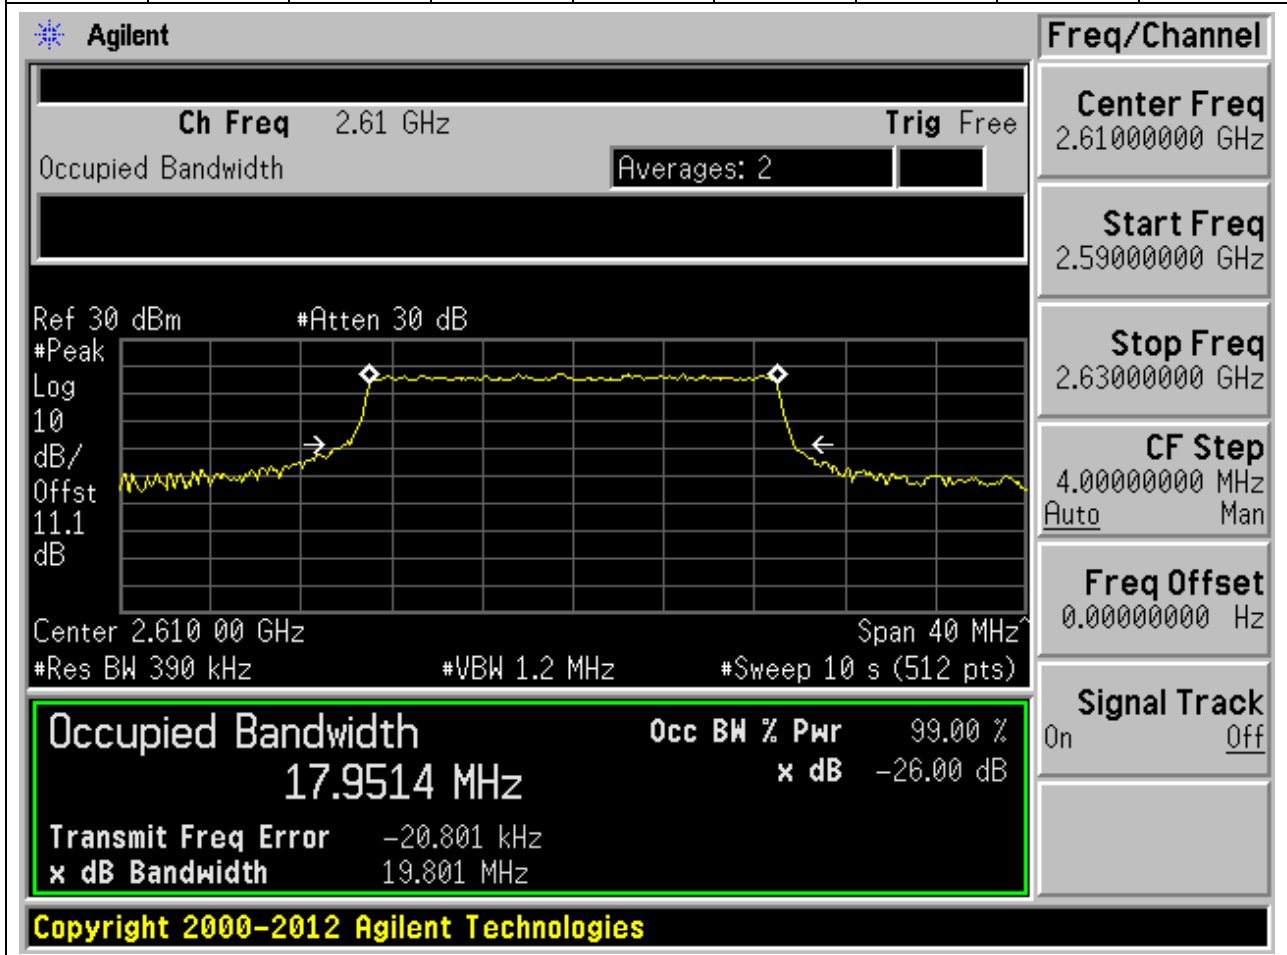 Agilent
Freq/Channel
Ch Freq 2.61 GHz Trig Free
Occupied Bandwidth Averages: 2
Ref 30 dBm #Atten 30 dB
#Peak
Log
10
dB/
Offst
11.1
dB
Center 2.610 00 GHz Span 40 MHz^
#Res BW 390 kHz #VBW 1.2 MHz #Sweep 10 s (512 pts)
Occupied Bandwidth Occ BW % Pwr 99.00 %
17.9514 MHz x dB -26.00 dB
Transmit Freq Error -20.801 kHz
x dB Bandwidth 19.801 MHz
Center Freq
2.61000000 GHz
Start Freq
2.59000000 GHz
Stop Freq
2.63000000 GHz
CF Step
4.00000000 MHz
Auto Man
Freq Offset
0.00000000 Hz
Signal Track
On Off
Copyright 2000-2012 Agilent Technologies